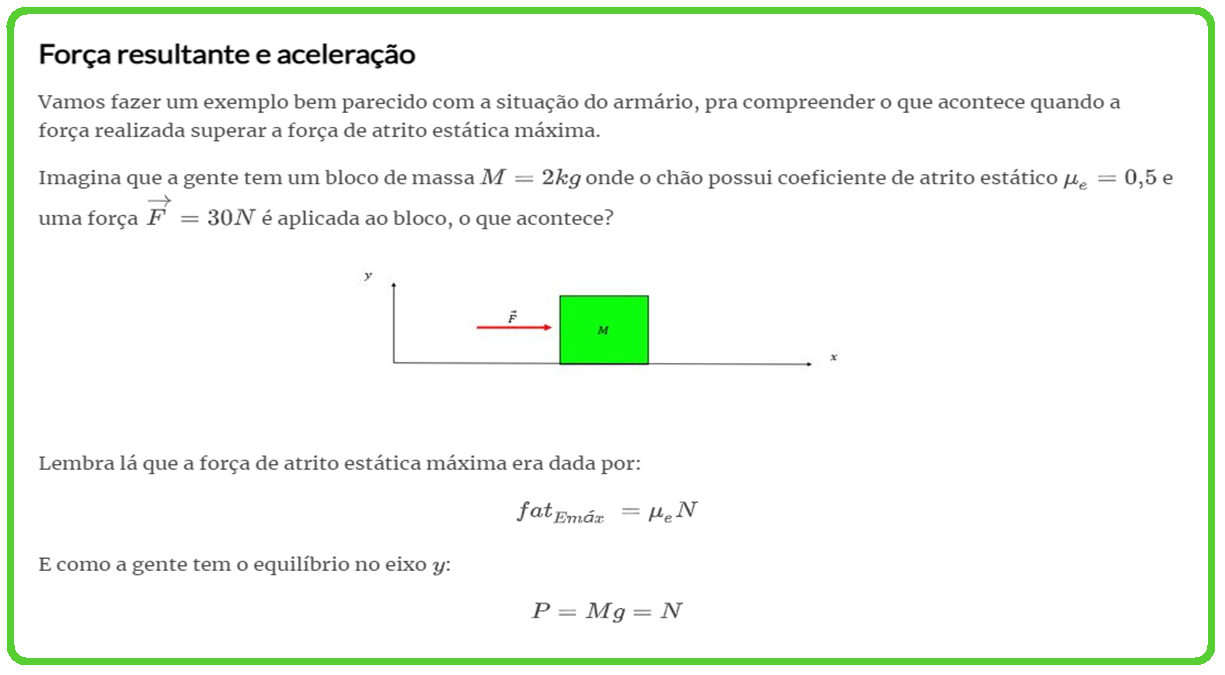 Força resultante e aceleração
Vamos fazer um exemplo bem parecido com a situação do armário, pra compreender o que acontece quando a
força realizada superar a força de atrito estática máxima.
Imagina que a gente tem um bloco de massa M = 2kg onde o chão possui coeficiente de atrito estático μₑ = 0,5 e
uma força F⃗ = 30N é aplicada ao bloco, o que acontece?
y
F⃗
M
x
Lembra lá que a força de atrito estática máxima era dada por:
fat_{Emáx} = μₑN
E como a gente tem o equilíbrio no eixo y:
P = Mg = N